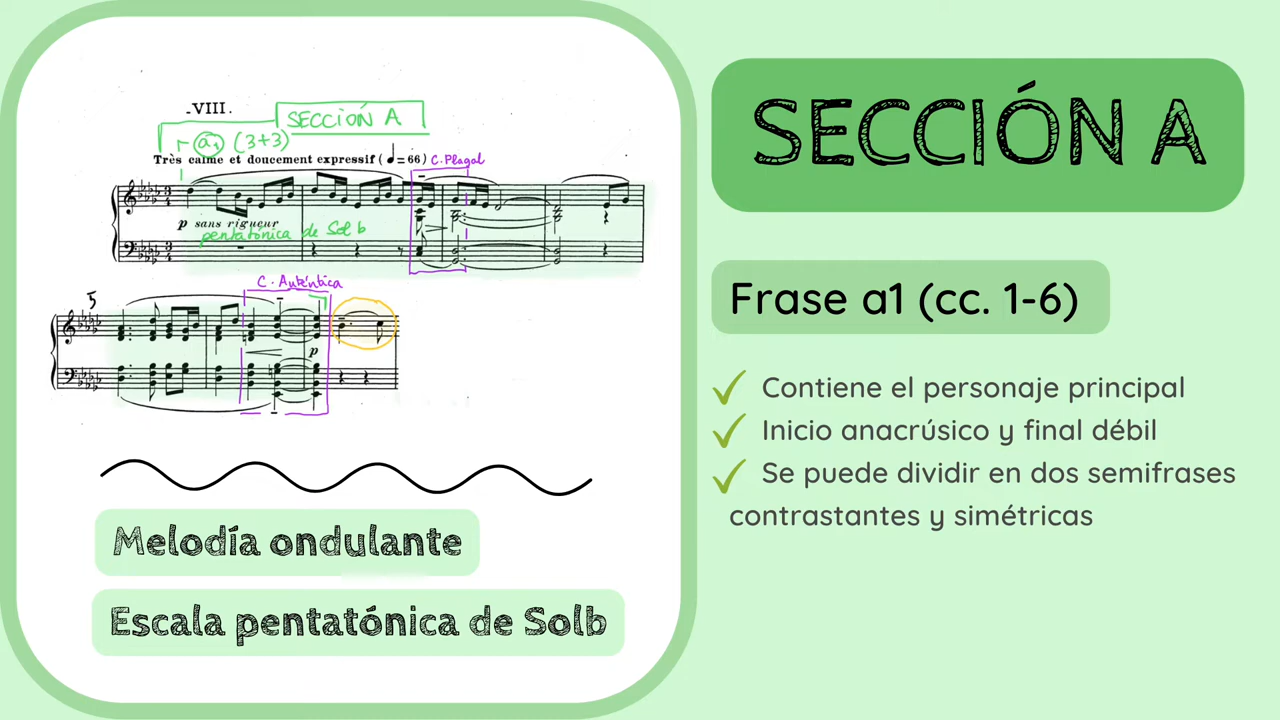 -VIII.
SECCIÓN A
a1 (3+3)
Très calme et doucement expressif (♩=66) C.Plagal
p sans rigueur
pentatónica de Sol b
C. Auténtica
5
p
Melodía ondulante
Escala pentatónica de Solb
SECCIÓN A
Frase a1 (cc. 1-6)
Contiene el personaje principal
Inicio anacrúsico y final débil
Se puede dividir en dos semifrases
contrastantes y simétricas